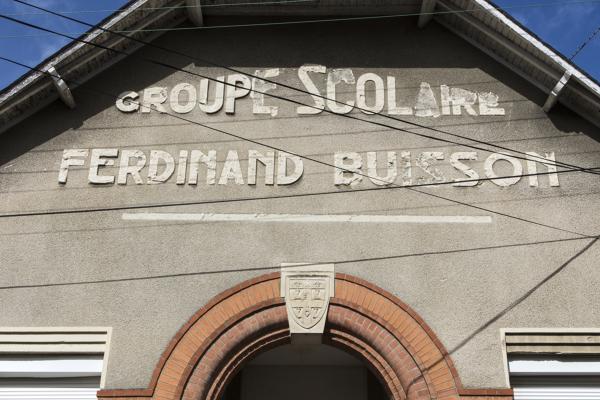 GROUPE SCOLAIRE
FERDINAND BUISSON